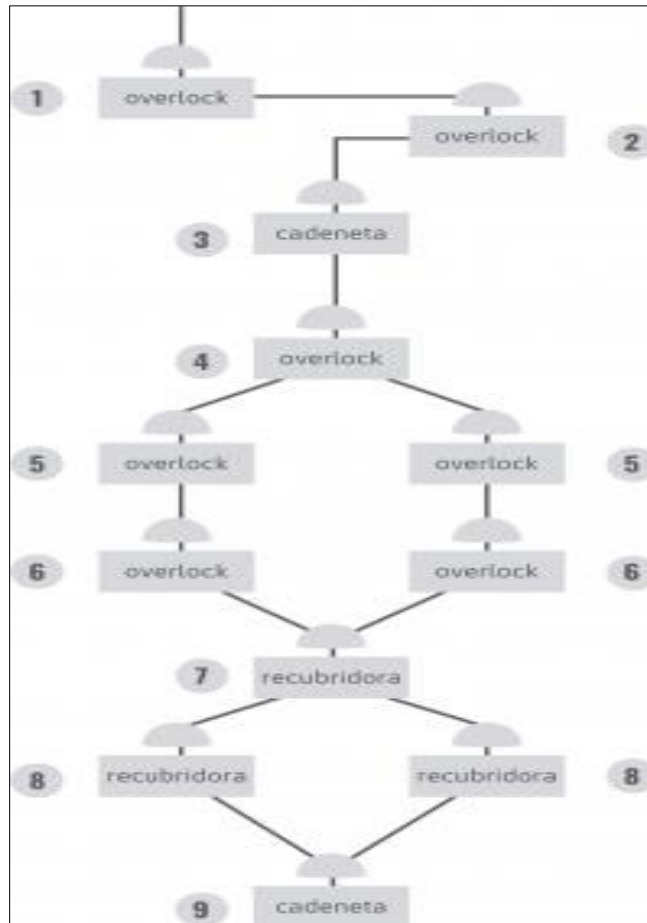 1 overlock
overlock 2
3 cadeneta
4 overlock
5 overlock overlock 5
6 overlock overlock 6
7 recubridora
8 recubridora recubridora 8
9 cadeneta